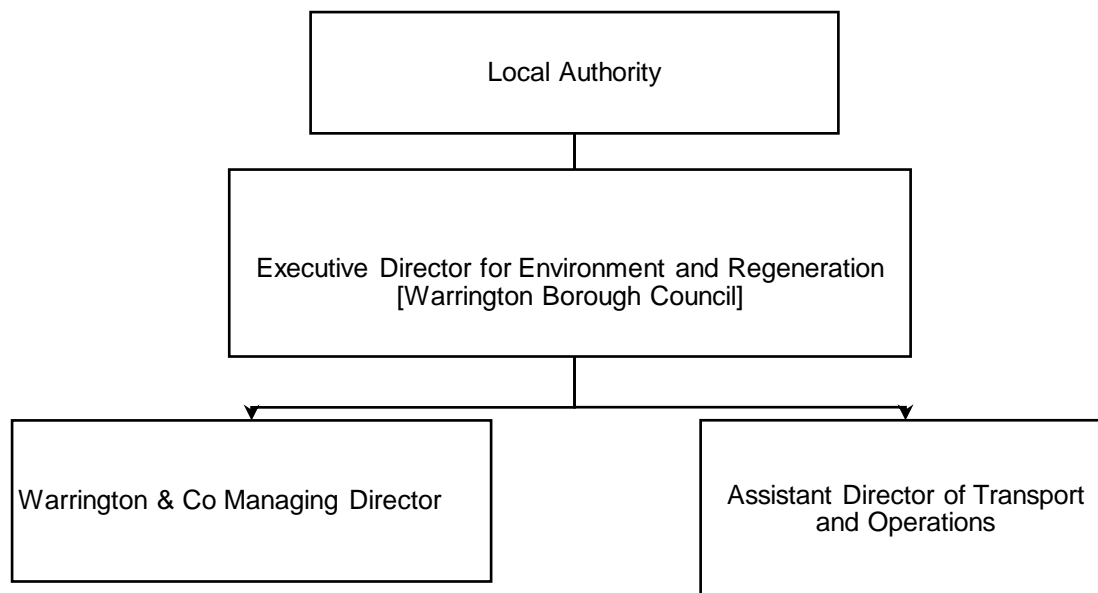 Local Authority
Executive Director for Environment and Regeneration
[Warrington Borough Council]
Warrington & Co Managing Director
Assistant Director of Transport
and Operations